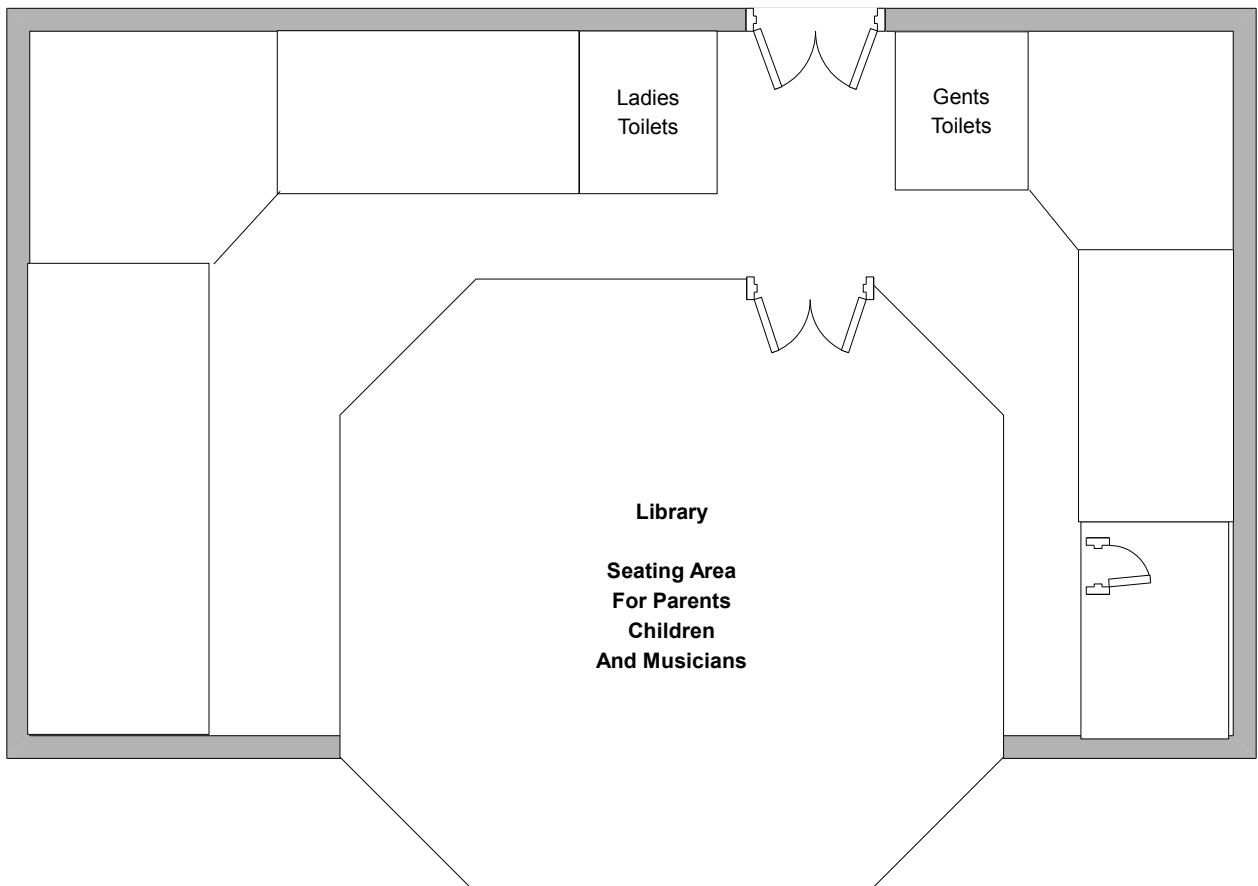 Ladies
Toilets
Gents
Toilets
Library
Seating Area
For Parents
Children
And Musicians